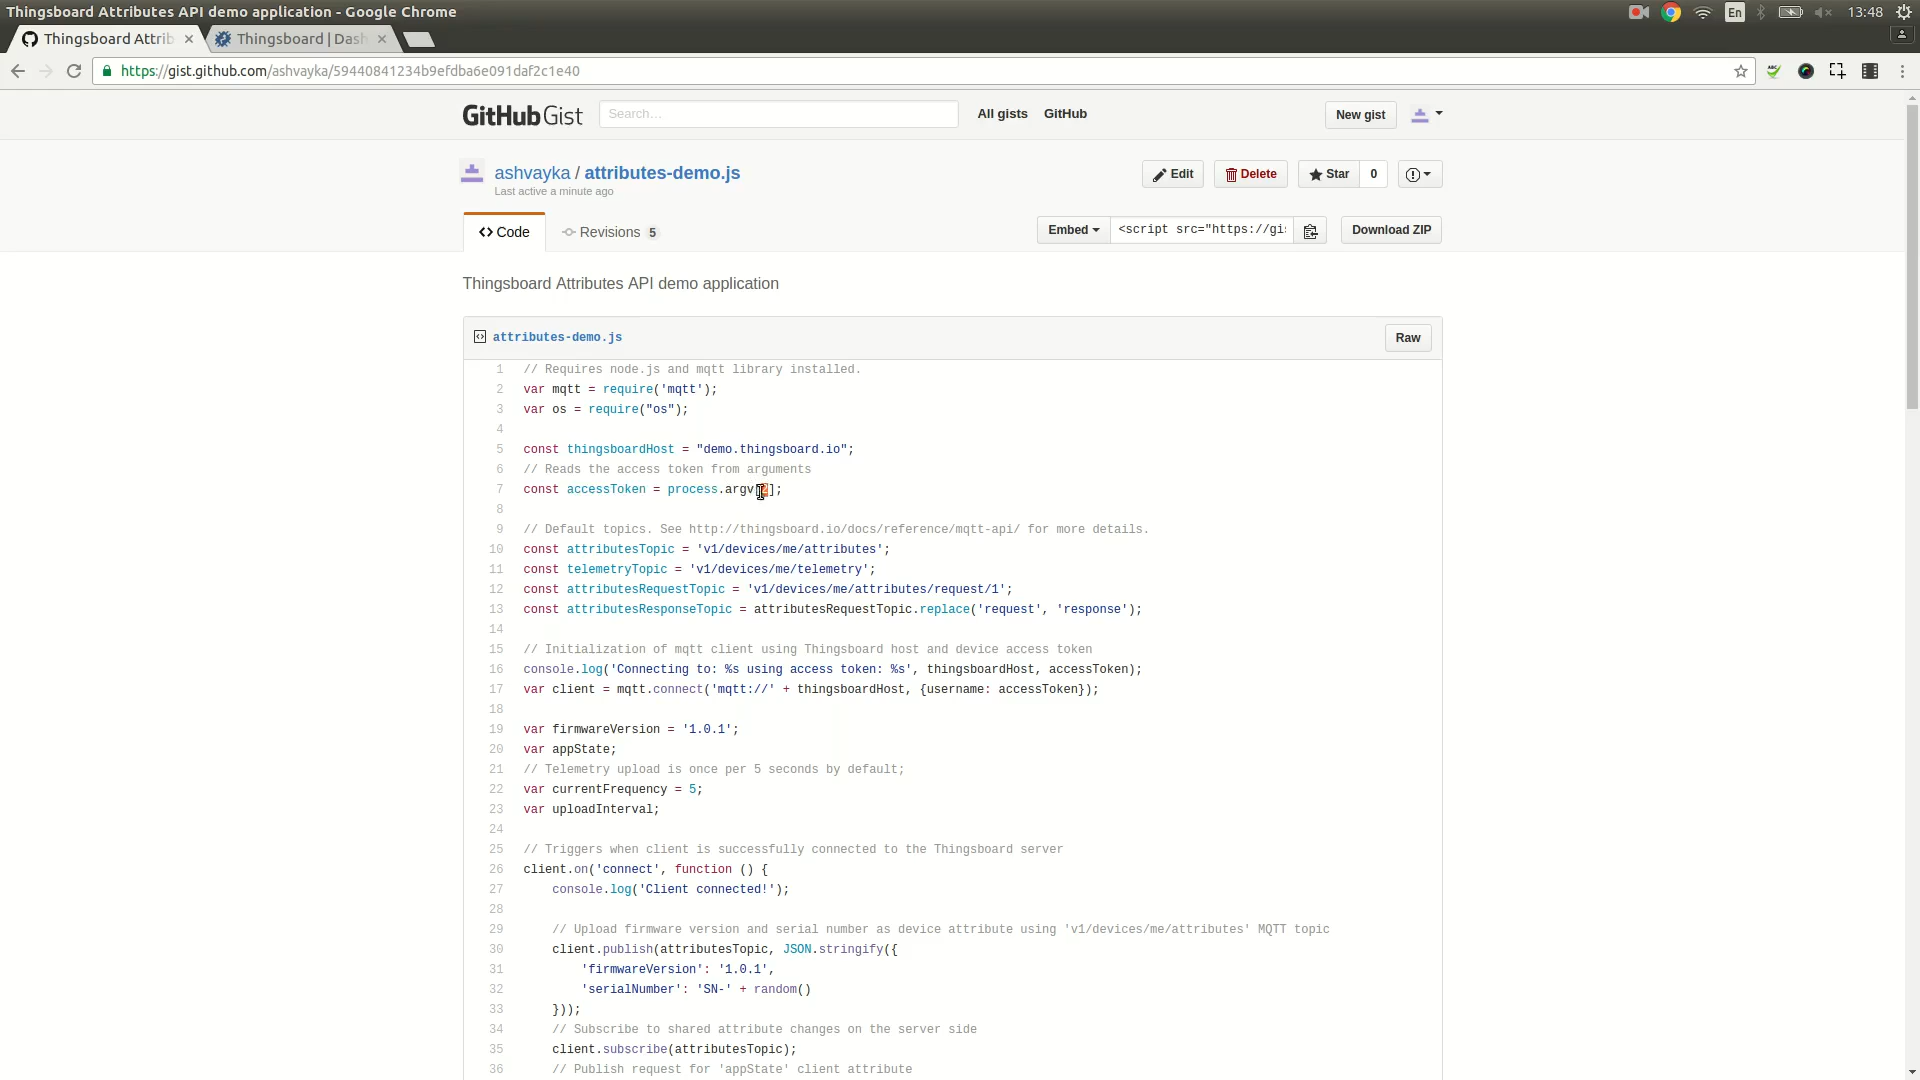 Thingsboard Attributes API demo application - Google Chrome
En
13:48
Thingsboard Attrib
Thingsboard | Dash
https://gist.github.com/ashvayka/59440841234b9efdba6e091daf2c1e40
GitHub Gist
Search…
All gists
GitHub
New gist
ashvayka / attributes-demo.js
Last active a minute ago
Edit
Delete
Star
0
Code
Revisions 5
Embed
<script src="https://gi
Download ZIP
Thingsboard Attributes API demo application
attributes-demo.js
Raw
1 // Requires node.js and mqtt library installed.
2 var mqtt = require('mqtt');
3 var os = require("os");
4
5 const thingsboardHost = "demo.thingsboard.io";
6 // Reads the access token from arguments
7 const accessToken = process.argv[2];
8
9 // Default topics. See http://thingsboard.io/docs/reference/mqtt-api/ for more details.
10 const attributesTopic = 'v1/devices/me/attributes';
11 const telemetryTopic = 'v1/devices/me/telemetry';
12 const attributesRequestTopic = 'v1/devices/me/attributes/request/1';
13 const attributesResponseTopic = attributesRequestTopic.replace('request', 'response');
14
15 // Initialization of mqtt client using Thingsboard host and device access token
16 console.log('Connecting to: %s using access token: %s', thingsboardHost, accessToken);
17 var client = mqtt.connect('mqtt://' + thingsboardHost, {username: accessToken});
18
19 var firmwareVersion = '1.0.1';
20 var appState;
21 // Telemetry upload is once per 5 seconds by default;
22 var currentFrequency = 5;
23 var uploadInterval;
24
25 // Triggers when client is successfully connected to the Thingsboard server
26 client.on('connect', function () {
27 console.log('Client connected!');
28
29 // Upload firmware version and serial number as device attribute using 'v1/devices/me/attributes' MQTT topic
30 client.publish(attributesTopic, JSON.stringify({
31 'firmwareVersion': '1.0.1',
32 'serialNumber': 'SN-' + random()
33 }));
34 // Subscribe to shared attribute changes on the server side
35 client.subscribe(attributesTopic);
36 // Publish request for 'appState' client attribute